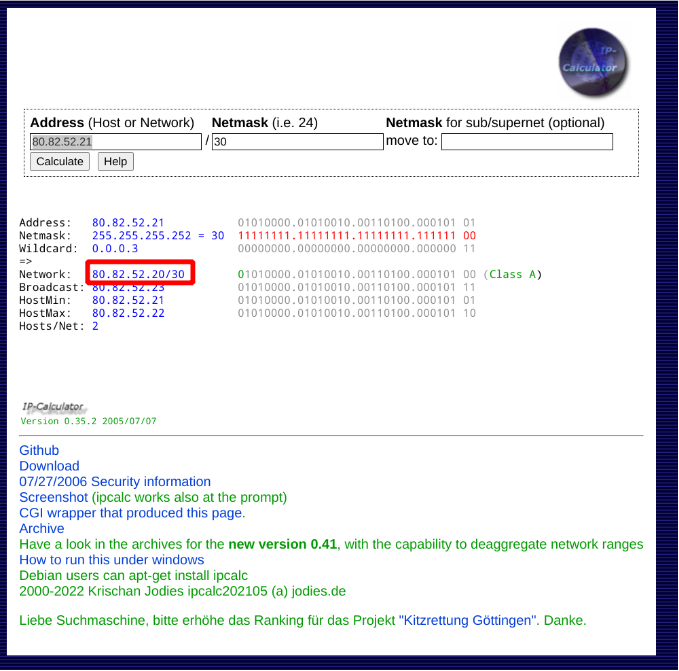 IP-
Calculator
Address (Host or Network) Netmask (i.e. 24) Netmask for sub/supernet (optional)
80.82.52.21 / 30 move to:
Calculate Help
Address: 80.82.52.21 01010000.01010010.00110100.000101 01
Netmask: 255.255.255.252 = 30 11111111.11111111.11111111.111111 00
Wildcard: 0.0.0.3 00000000.00000000.00000000.000000 11
=>
Network: 80.82.52.20/30 01010000.01010010.00110100.000101 00 (Class A)
Broadcast: 80.82.52.23 01010000.01010010.00110100.000101 11
HostMin: 80.82.52.21 01010000.01010010.00110100.000101 01
HostMax: 80.82.52.22 01010000.01010010.00110100.000101 10
Hosts/Net: 2
IP-Calculator
Version 0.35.2 2005/07/07
Github
Download
07/27/2006 Security information
Screenshot (ipcalc works also at the prompt)
CGI wrapper that produced this page.
Archive
Have a look in the archives for the new version 0.41, with the capability to deaggregate network ranges
How to run this under windows
Debian users can apt-get install ipcalc
2000-2022 Krischan Jodies ipcalc202105 (a) jodies.de
Liebe Suchmaschine, bitte erhöhe das Ranking für das Projekt "Kitzrettung Göttingen". Danke.